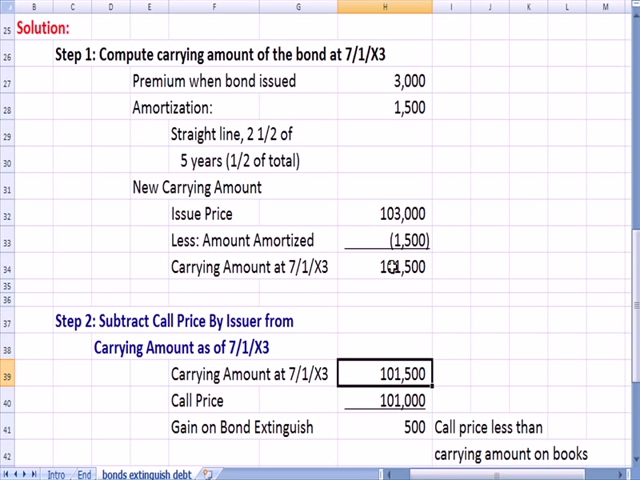 B C D E F G H I J K L M
25 Solution:
26 Step 1: Compute carrying amount of the bond at 7/1/X3
27 Premium when bond issued 3,000
28 Amortization: 1,500
29 Straight line, 2 1/2 of
30 5 years (1/2 of total)
31 New Carrying Amount
32 Issue Price 103,000
33 Less: Amount Amortized (1,500)
34 Carrying Amount at 7/1/X3 101,500
35
36
37 Step 2: Subtract Call Price By Issuer from
38 Carrying Amount as of 7/1/X3
39 Carrying Amount at 7/1/X3 101,500
40 Call Price 101,000
41 Gain on Bond Extinguish 500 Call price less than
42 carrying amount on books
Intro End bonds extinguish debt